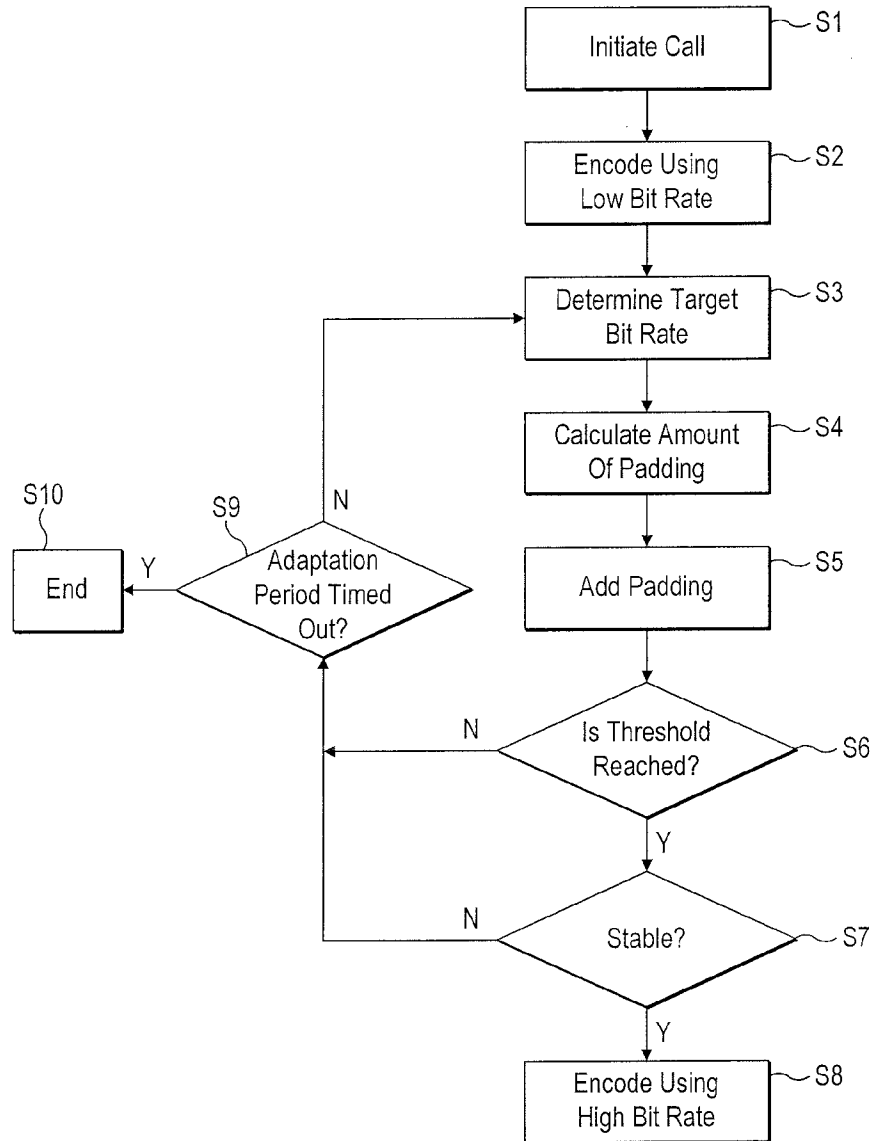 Initiate Call
S1
Encode Using
Low Bit Rate
S2
Determine Target
Bit Rate
S3
Calculate Amount
Of Padding
S4
S10
End
Y
S9
N
Adaptation
Period Timed
Out?
Add Padding
S5
N
Is Threshold
Reached?
S6
Y
N
Stable?
S7
Y
Encode Using
High Bit Rate
S8